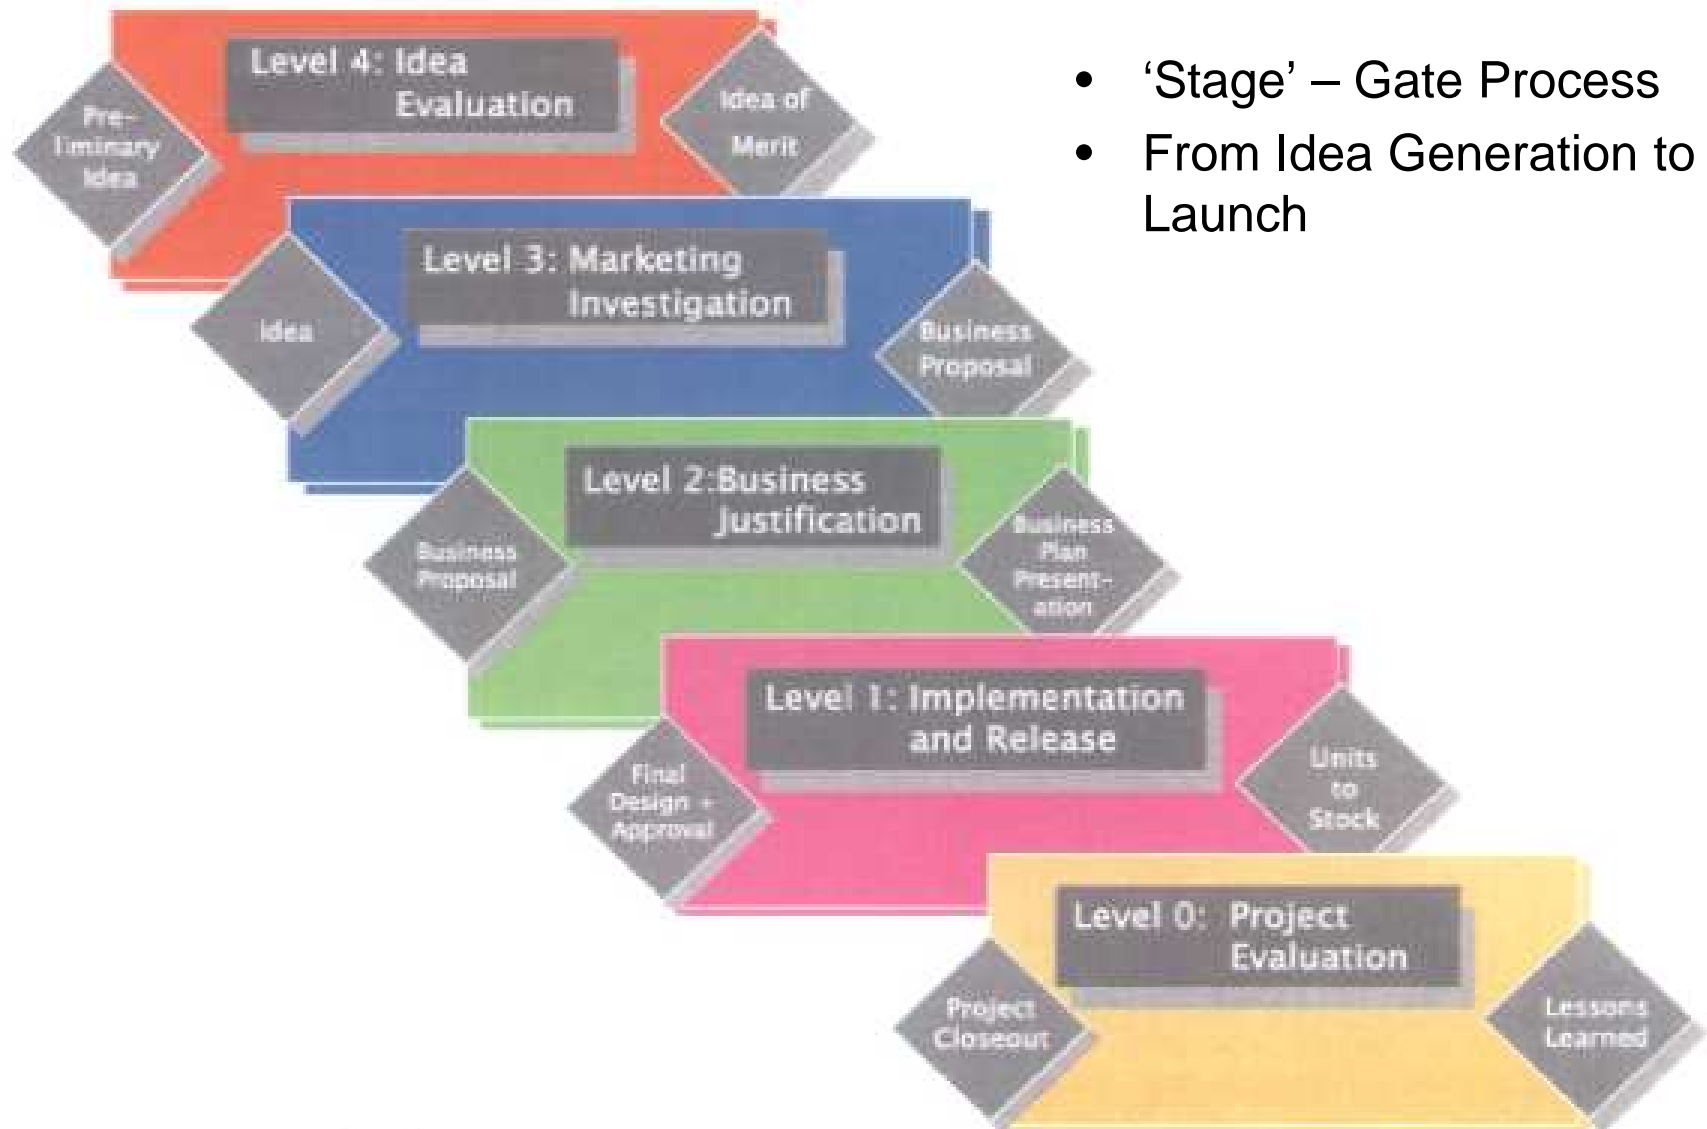 • ‘Stage’ – Gate Process
• From Idea Generation to
Launch
Level 4: Idea
Evaluation
Pre-
liminary
Idea
Idea of
Merit
Level 3: Marketing
Investigation
Idea
Business
Proposal
Level 2:Business
Justification
Business
Proposal
Business
Plan
Present-
ation
Level 1: Implementation
and Release
Final
Design +
Approval
Units
to
Stock
Level 0: Project
Evaluation
Project
Closeout
Lessons
Learned